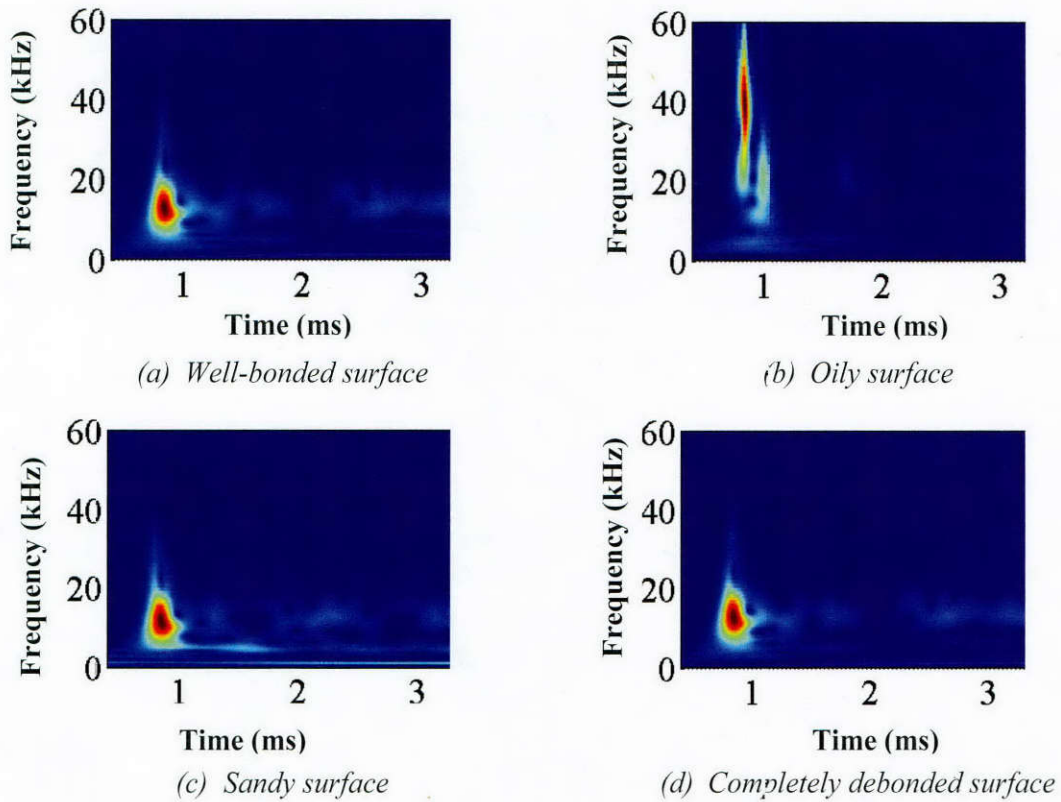 60
40
20
0
Frequency (kHz)
1 2 3
Time (ms)
(a) Well-bonded surface
60
40
20
0
Frequency (kHz)
1 2 3
Time (ms)
(b) Oily surface
60
40
20
0
Frequency (kHz)
1 2 3
Time (ms)
(c) Sandy surface
60
40
20
0
Frequency (kHz)
1 2 3
Time (ms)
(d) Completely debonded surface